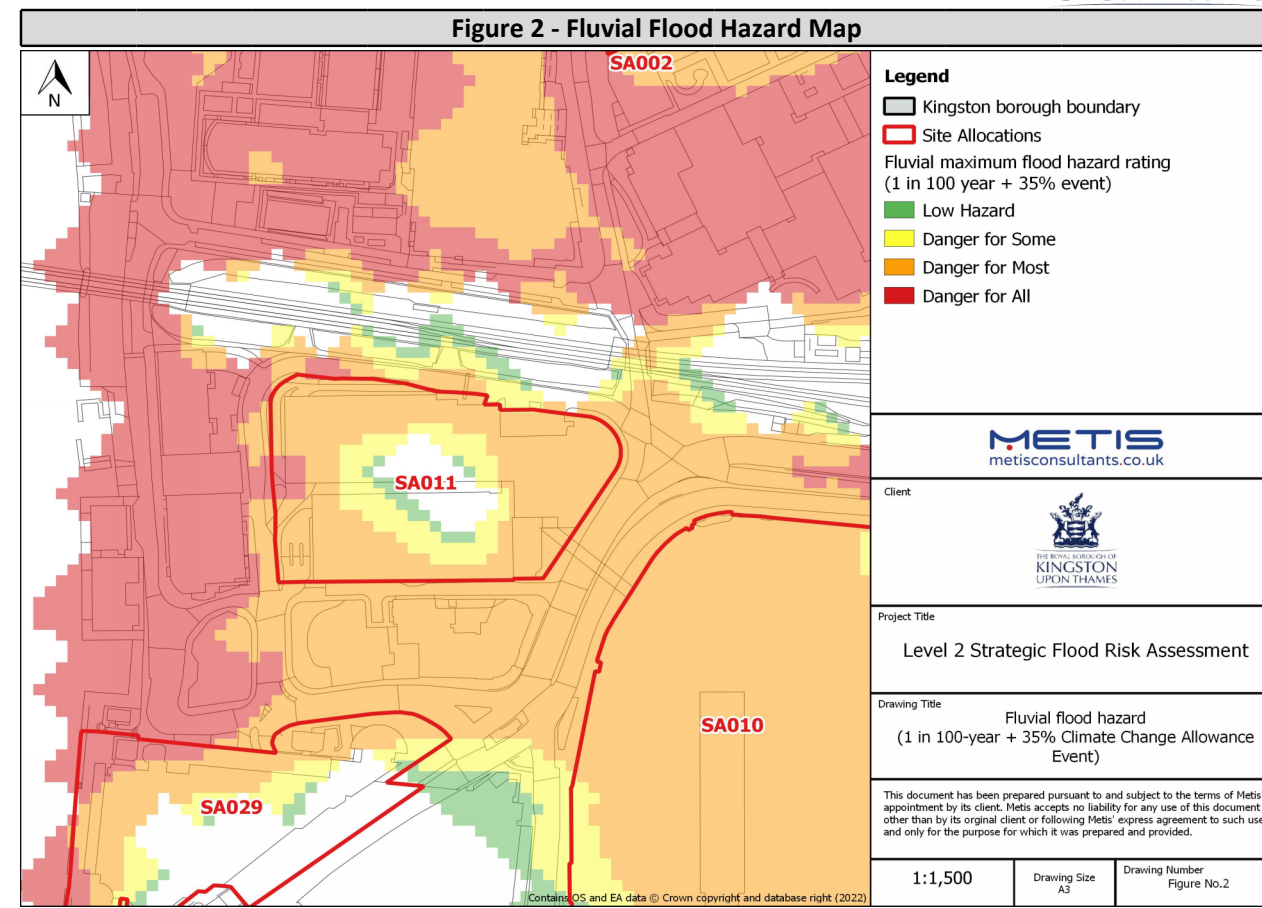 Figure 2 - Fluvial Flood Hazard Map
N
SA002
SA011
SA010
SA029
Contains OS and EA data © Crown copyright and database right (2022)
Legend
Kingston borough boundary
Site Allocations
Fluvial maximum flood hazard rating
(1 in 100 year + 35% event)
Low Hazard
Danger for Some
Danger for Most
Danger for All
METIS
metisconsultants.co.uk
Client
THE ROYAL BOROUGH OF
KINGSTON
UPON THAMES
Project Title
Level 2 Strategic Flood Risk Assessment
Drawing Title
Fluvial flood hazard
(1 in 100-year + 35% Climate Change Allowance
Event)
This document has been prepared pursuant to and subject to the terms of Metis'
appointment by its client. Metis accepts no liability for any use of this document
other than by its orginal client or following Metis' express agreement to such use
and only for the purpose for which it was prepared and provided.
1:1,500
Drawing Size
A3
Drawing Number
Figure No.2